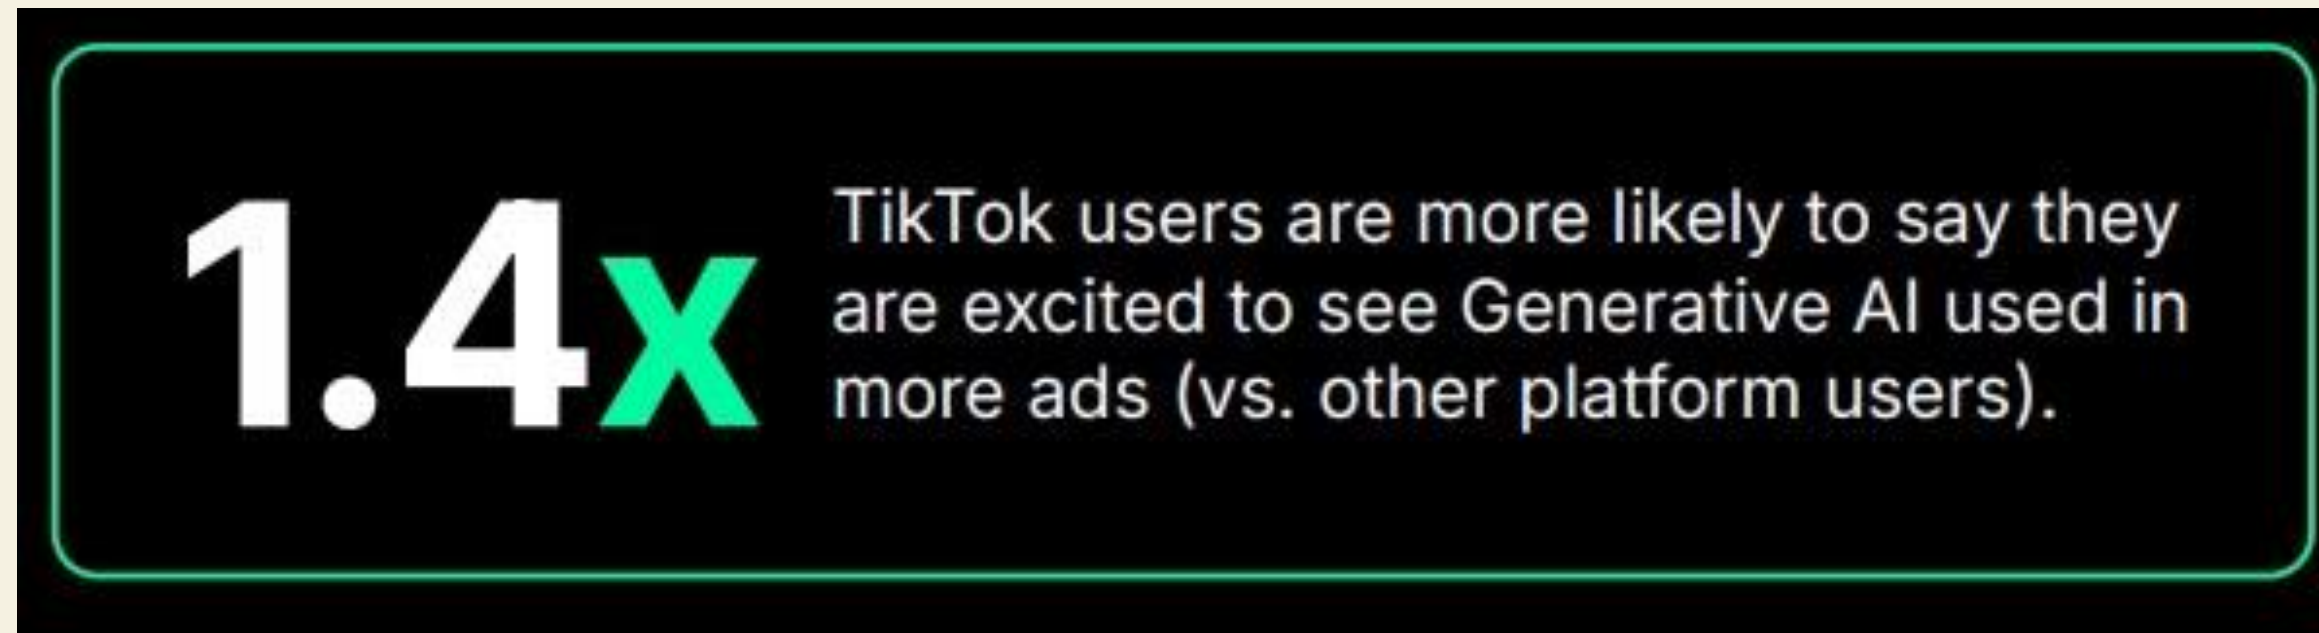 1.4x
TikTok users are more likely to say they
are excited to see Generative AI used in
more ads (vs. other platform users).